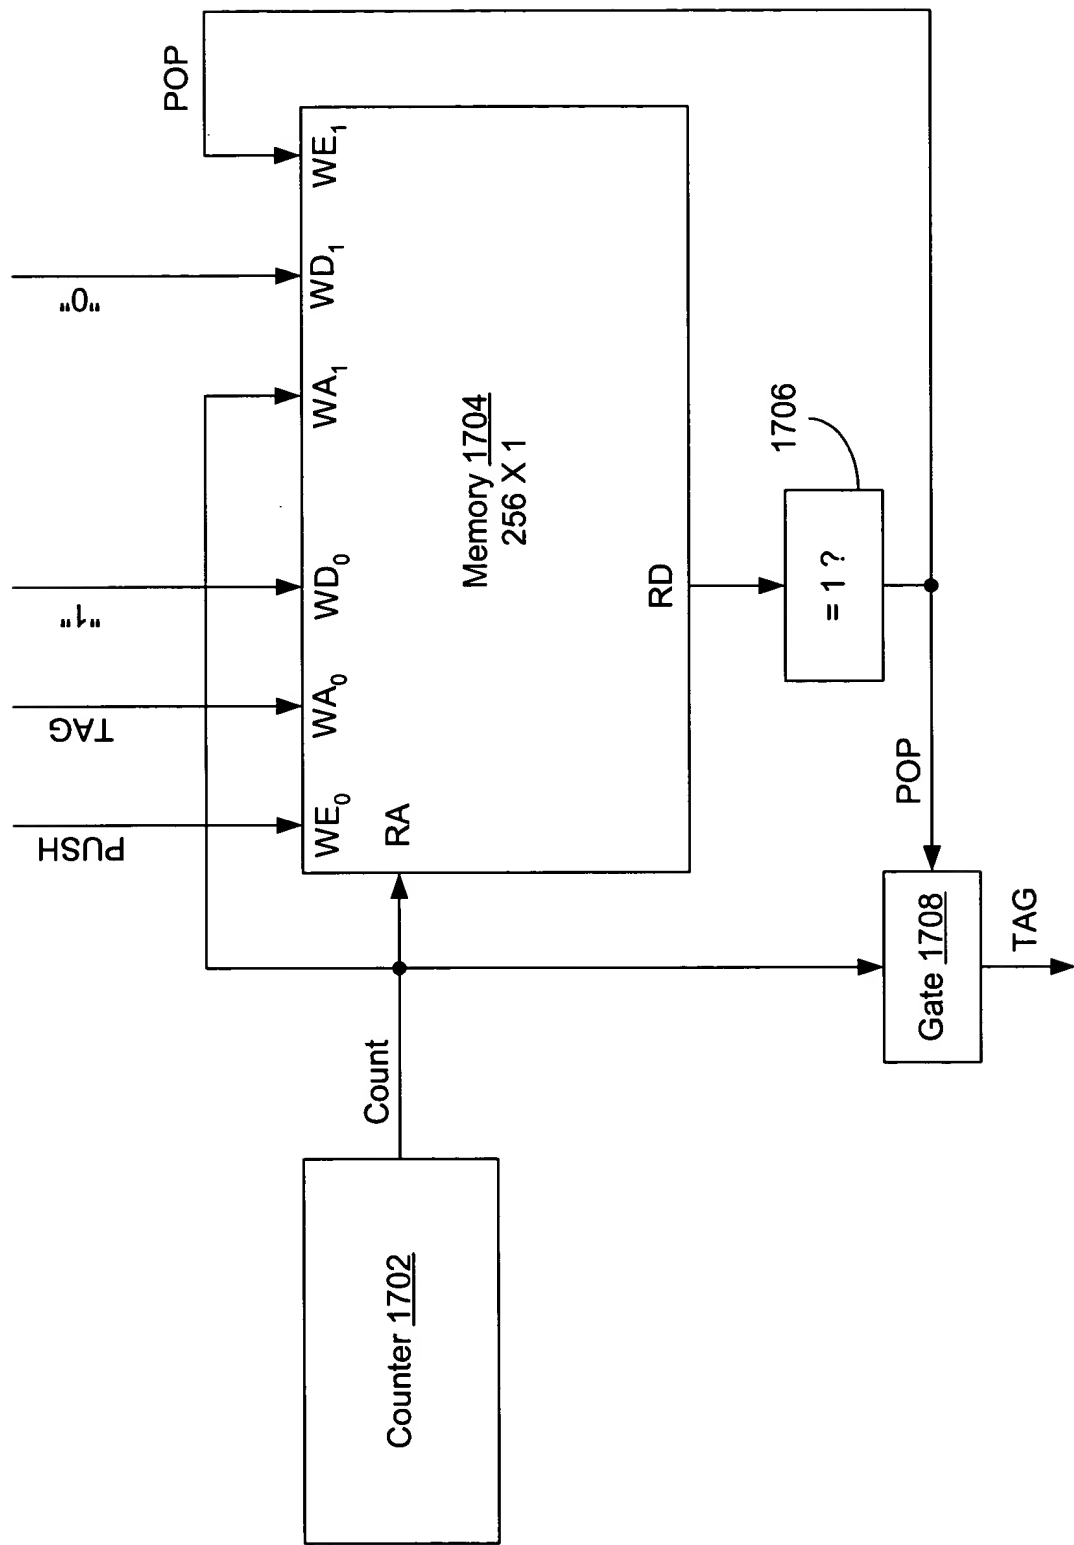 POP
"0"
"1"
TAG
PUSH
WE0
WA0
WD0
WA1
WD1
WE1
RA
Memory 1704
256 X 1
RD
Count
Counter 1702
= 1 ?
1706
POP
Gate 1708
TAG